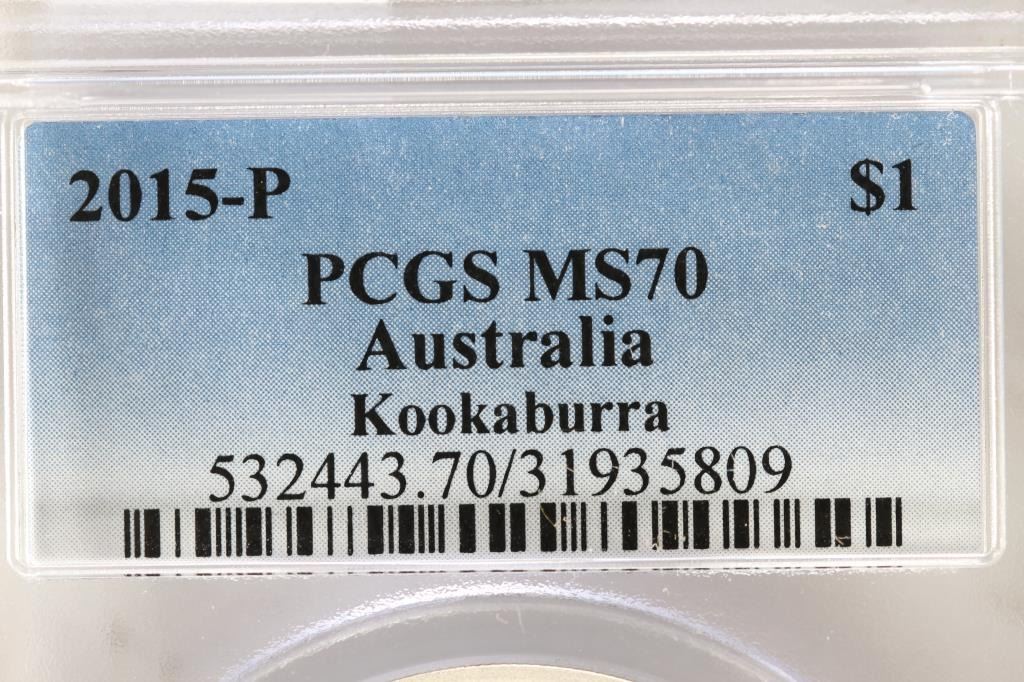 2015-P $1
PCGS MS70
Australia
Kookaburra
532443.70/31935809